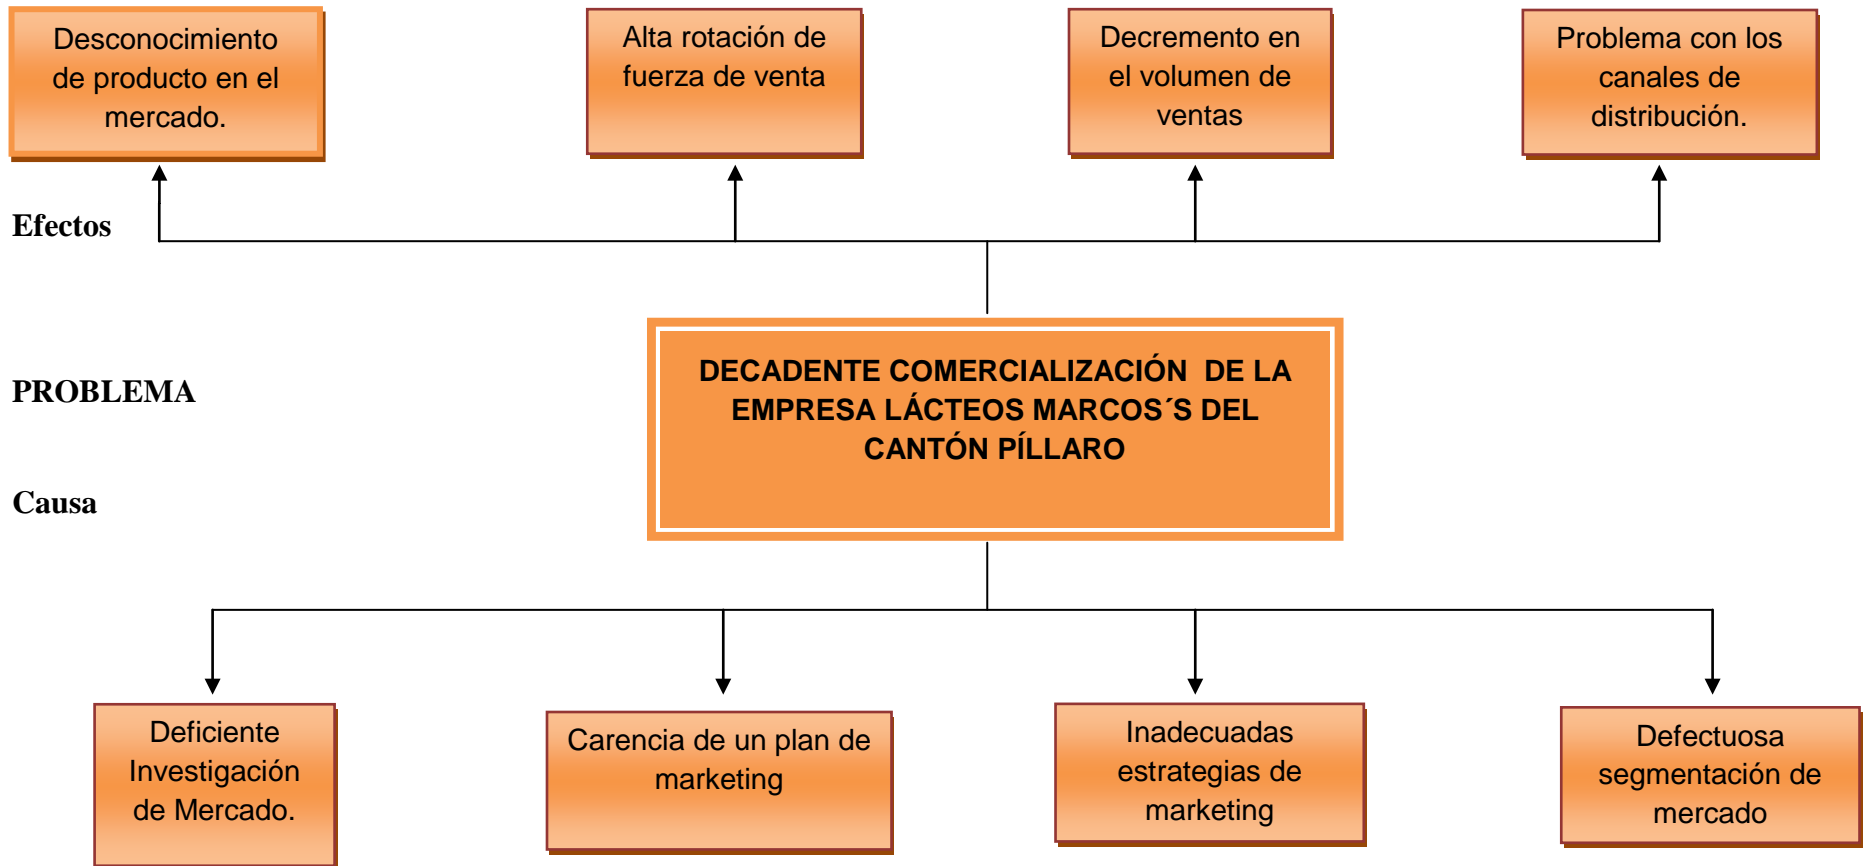 Desconocimiento
de producto en el
mercado.
Alta rotación de
fuerza de venta
Decremento en
el volumen de
ventas
Problema con los
canales de
distribución.
Efectos
PROBLEMA
DECADENTE COMERCIALIZACIÓN  DE LA
EMPRESA LÁCTEOS MARCOS´S DEL
CANTÓN PÍLLARO
Causa
Deficiente
Investigación
de Mercado.
Carencia de un plan de
marketing
Inadecuadas
estrategias de
marketing
Defectuosa
segmentación de
mercado